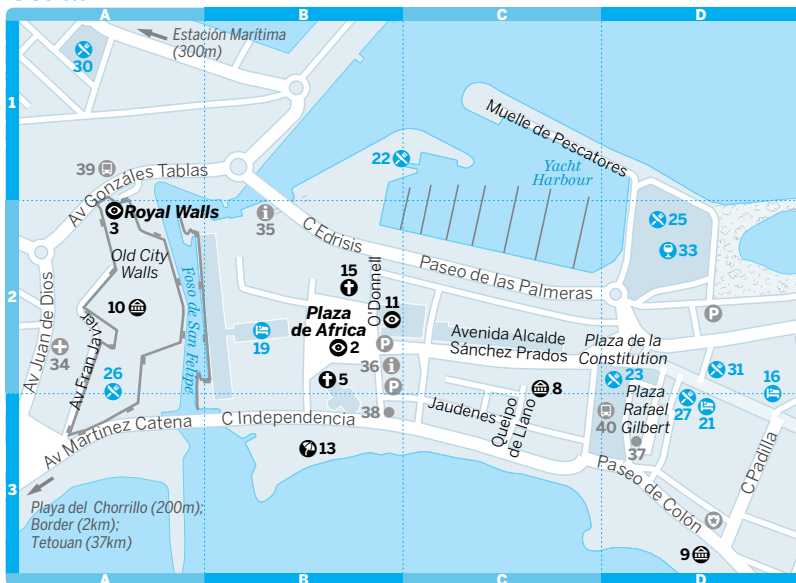 A
B
C
D
Estación Marítima
(300m)
30
1
Muelle de Pescatores
39
22
Yacht
Harbour
Av Gonzáles Tablas
Royal Walls
3
35
25
C Edrisis
Old City
Walls
33
15
O'Donnell
Paseo de las Palmeras
2
Foso de San Felipe
10
11
Plaza
de Africa
P
Av Juan de Dios
19
2
P
Avenida Alcalde
Sánchez Prados
Plaza de la
Constitution
34
Av Fran Javier
36
26
5
P
8
23
31
16
Plaza
Rafael
Gilbert
27
21
38
Jaudenes
Queipo
de Llano
40
C Independencia
Av Martínez Catena
37
C Padilla
13
3
Paseo de Colón
Playa del Chorrillo (200m);
Border (2km);
Tetouan (37km)
9
A
B
C
D